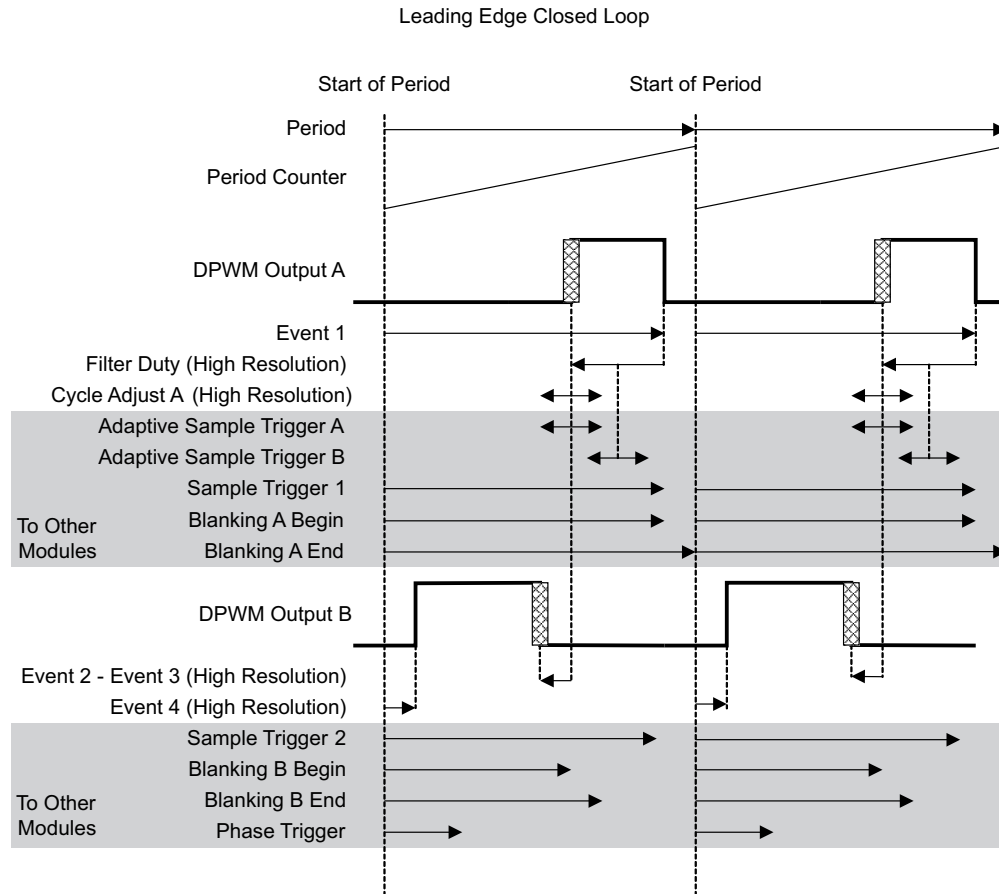 Leading Edge Closed Loop
Start of Period
Start of Period
Period
Period Counter
DPWM Output A
Event 1
Filter Duty (High Resolution)
Cycle Adjust A (High Resolution)
Adaptive Sample Trigger A
Adaptive Sample Trigger B
Sample Trigger 1
Blanking A Begin
Blanking A End
To Other
Modules
DPWM Output B
Event 2 - Event 3 (High Resolution)
Event 4 (High Resolution)
Sample Trigger 2
Blanking B Begin
Blanking B End
Phase Trigger
To Other
Modules